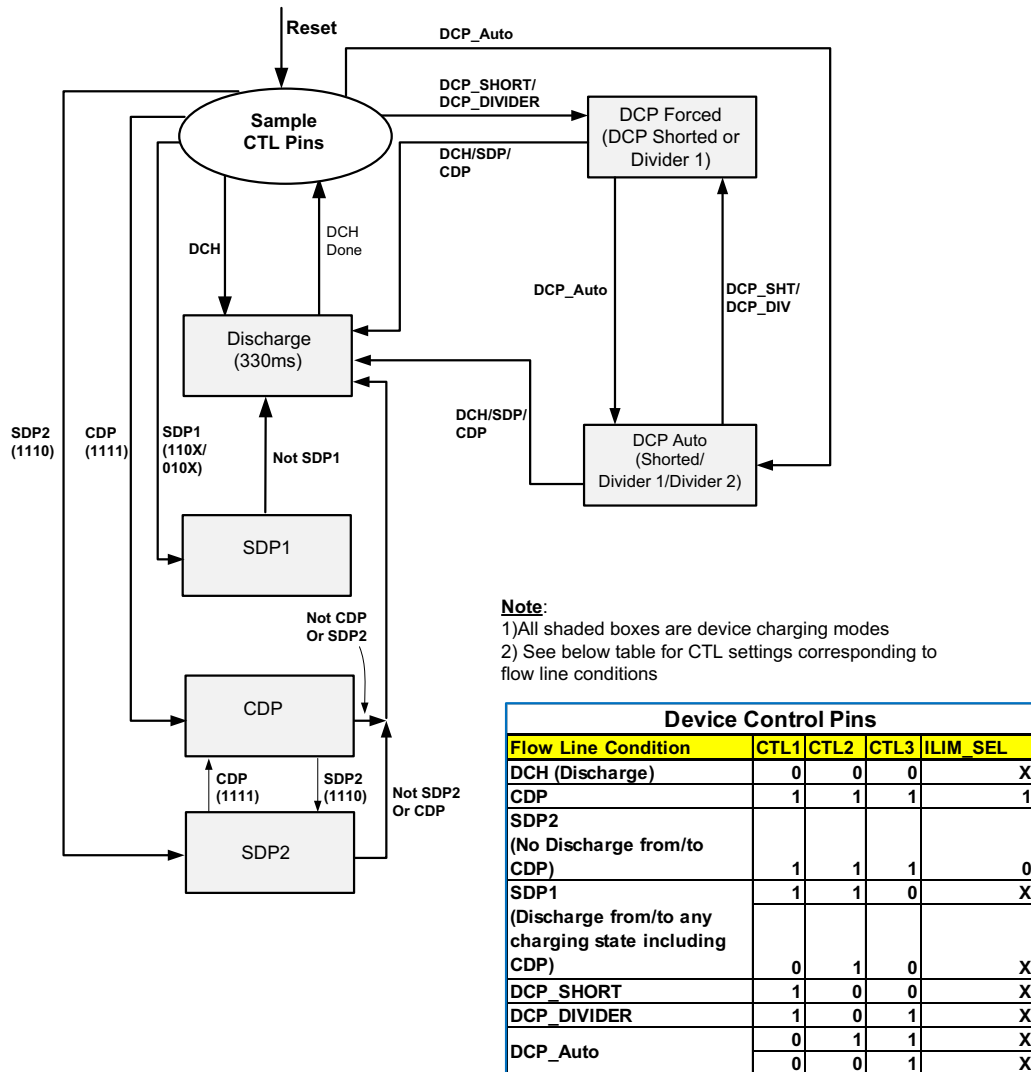 Reset
DCP_Auto
DCP_SHORT/
DCP_DIVIDER
Sample
CTL Pins
DCP Forced
(DCP Shorted or
Divider 1)
DCH/SDP/
CDP
DCH
DCH
Done
DCP_Auto
DCP_SHT/
DCP_DIV
Discharge
(330ms)
SDP2
(1110)
CDP
(1111)
SDP1
(110X/
010X)
Not SDP1
DCH/SDP/
CDP
DCP Auto
(Shorted/
Divider 1/Divider 2)
SDP1
Not CDP
Or SDP2
CDP
CDP
(1111)
SDP2
(1110)
Not SDP2
Or CDP
SDP2
Note:
1)All shaded boxes are device charging modes
2) See below table for CTL settings corresponding to
flow line conditions
Device Control Pins
Flow Line Condition CTL1 CTL2 CTL3 ILIM_SEL
DCH (Discharge) 0 0 0 X
CDP 1 1 1 1
SDP2
(No Discharge from/to
CDP) 1 1 1 0
SDP1 1 1 0 X
(Discharge from/to any
charging state including
CDP) 0 1 0 X
DCP_SHORT 1 0 0 X
DCP_DIVIDER 1 0 1 X
DCP_Auto 0 1 1 X
0 0 1 X